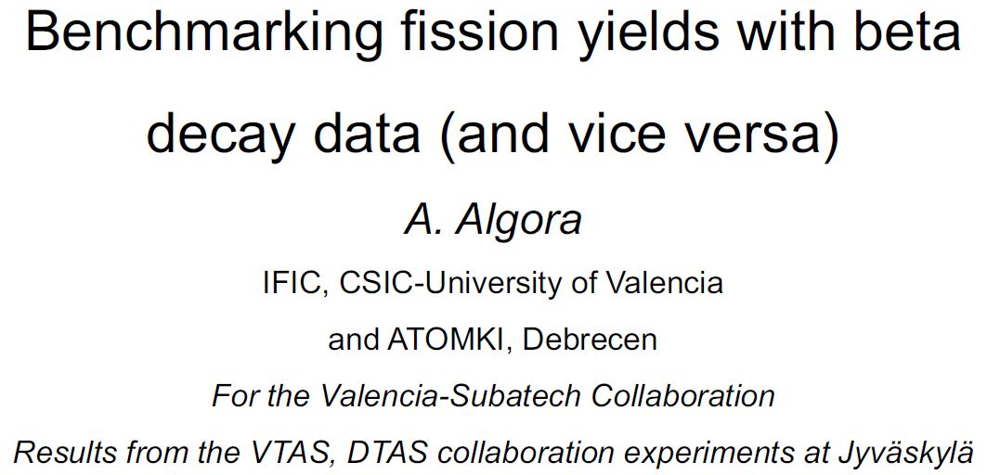 Benchmarking fission yields with beta
decay data (and vice versa)
A. Algora
IFIC, CSIC-University of Valencia
and ATOMKI, Debrecen
For the Valencia-Subatech Collaboration
Results from the VTAS, DTAS collaboration experiments at Jyväskylä